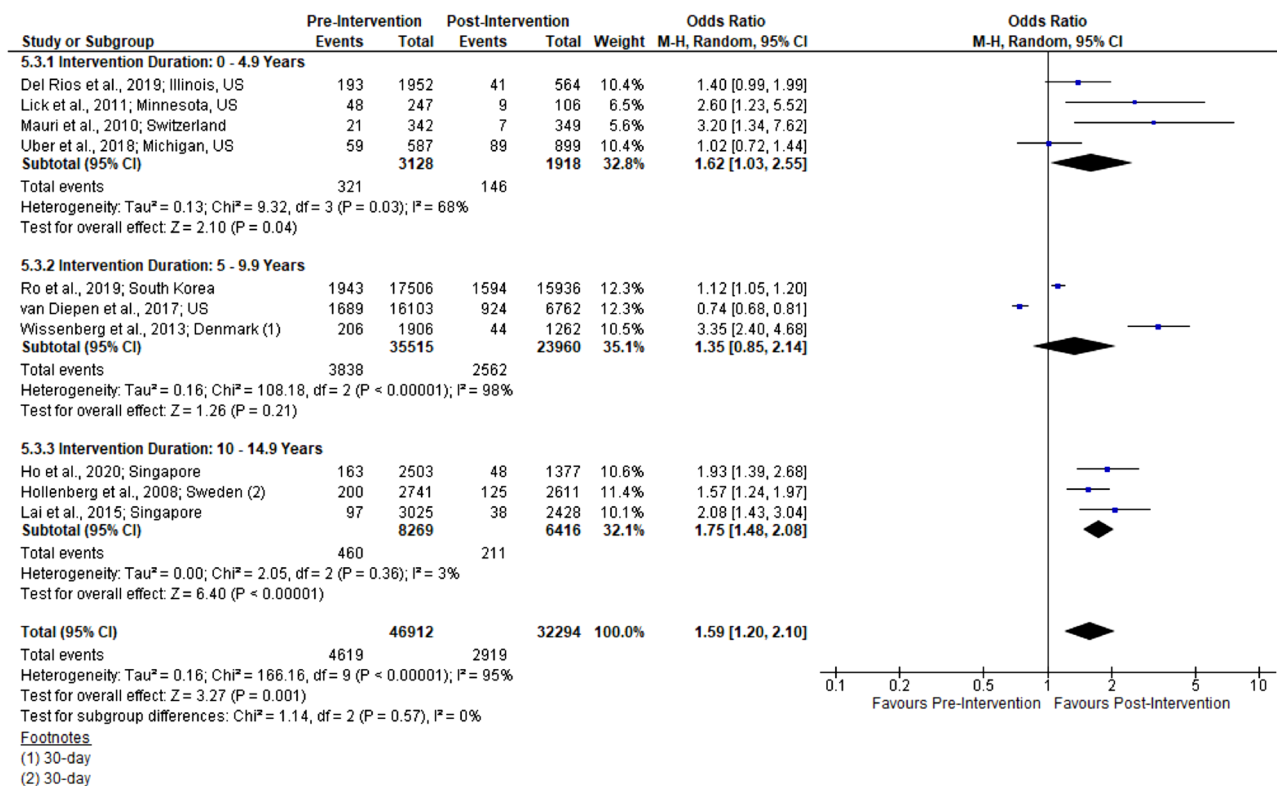 Pre-Intervention Post-Intervention Odds Ratio Odds Ratio
Study or Subgroup Events Total Events Total Weight M-H, Random, 95% CI M-H, Random, 95% CI
5.3.1 Intervention Duration: 0 - 4.9 Years
Del Rios et al., 2019; Illinois, US 193 1952 41 564 10.4% 1.40 [0.99, 1.99]
Lick et al., 2011; Minnesota, US 48 247 9 106 6.5% 2.60 [1.23, 5.52]
Mauri et al., 2010; Switzerland 21 342 7 349 5.6% 3.20 [1.34, 7.62]
Uber et al., 2018; Michigan, US 59 587 89 899 10.4% 1.02 [0.72, 1.44]
Subtotal (95% CI) 3128 1918 32.8% 1.62 [1.03, 2.55]
Total events 321 146
Heterogeneity: Tau² = 0.13; Chi² = 9.32, df = 3 (P = 0.03); I² = 68%
Test for overall effect: Z = 2.10 (P = 0.04)
5.3.2 Intervention Duration: 5 - 9.9 Years
Ro et al., 2019; South Korea 1943 17506 1594 15936 12.3% 1.12 [1.05, 1.20]
van Diepen et al., 2017; US 1689 16103 924 6762 12.3% 0.74 [0.68, 0.81]
Wissenberg et al., 2013; Denmark (1) 206 1906 44 1262 10.5% 3.35 [2.40, 4.68]
Subtotal (95% CI) 35515 23960 35.1% 1.35 [0.85, 2.14]
Total events 3838 2562
Heterogeneity: Tau² = 0.16; Chi² = 108.18, df = 2 (P < 0.00001); I² = 98%
Test for overall effect: Z = 1.26 (P = 0.21)
5.3.3 Intervention Duration: 10 - 14.9 Years
Ho et al., 2020; Singapore 163 2503 48 1377 10.6% 1.93 [1.39, 2.68]
Hollenberg et al., 2008; Sweden (2) 200 2741 125 2611 11.4% 1.57 [1.24, 1.97]
Lai et al., 2015; Singapore 97 3025 38 2428 10.1% 2.08 [1.43, 3.04]
Subtotal (95% CI) 8269 6416 32.1% 1.75 [1.48, 2.08]
Total events 460 211
Heterogeneity: Tau² = 0.00; Chi² = 2.05, df = 2 (P = 0.36); I² = 3%
Test for overall effect: Z = 6.40 (P < 0.00001)
Total (95% CI) 46912 32294 100.0% 1.59 [1.20, 2.10]
Total events 4619 2919
Heterogeneity: Tau² = 0.16; Chi² = 166.16, df = 9 (P < 0.00001); I² = 95%
Test for overall effect: Z = 3.27 (P = 0.001)
Test for subgroup differences: Chi² = 1.14, df = 2 (P = 0.57), I² = 0%
0.1 0.2 0.5 1 2 5 10
Favours Pre-Intervention Favours Post-Intervention
Footnotes
(1) 30-day
(2) 30-day